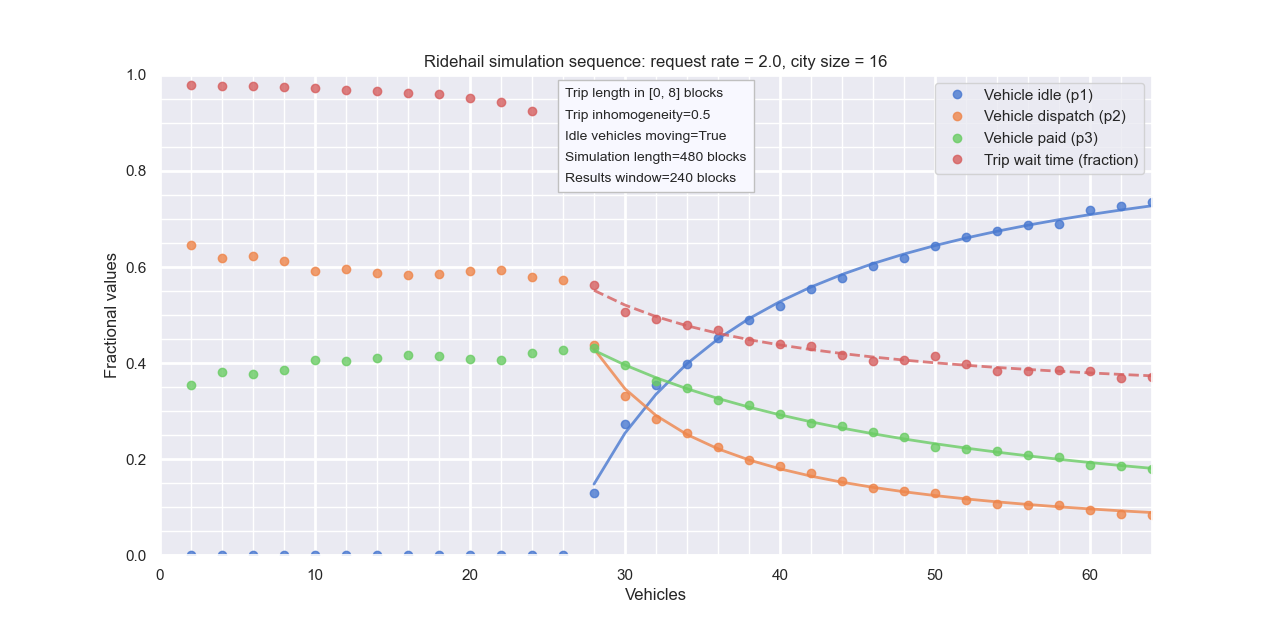 Ridehail simulation sequence: request rate = 2.0, city size = 16
Fractional values
1.0
0.8
0.6
0.4
0.2
0.0
Trip length in [0, 8] blocks
Trip inhomogeneity=0.5
Idle vehicles moving=True
Simulation length=480 blocks
Results window=240 blocks
Vehicle idle (p1)
Vehicle dispatch (p2)
Vehicle paid (p3)
Trip wait time (fraction)
0 10 20 30 40 50 60
Vehicles